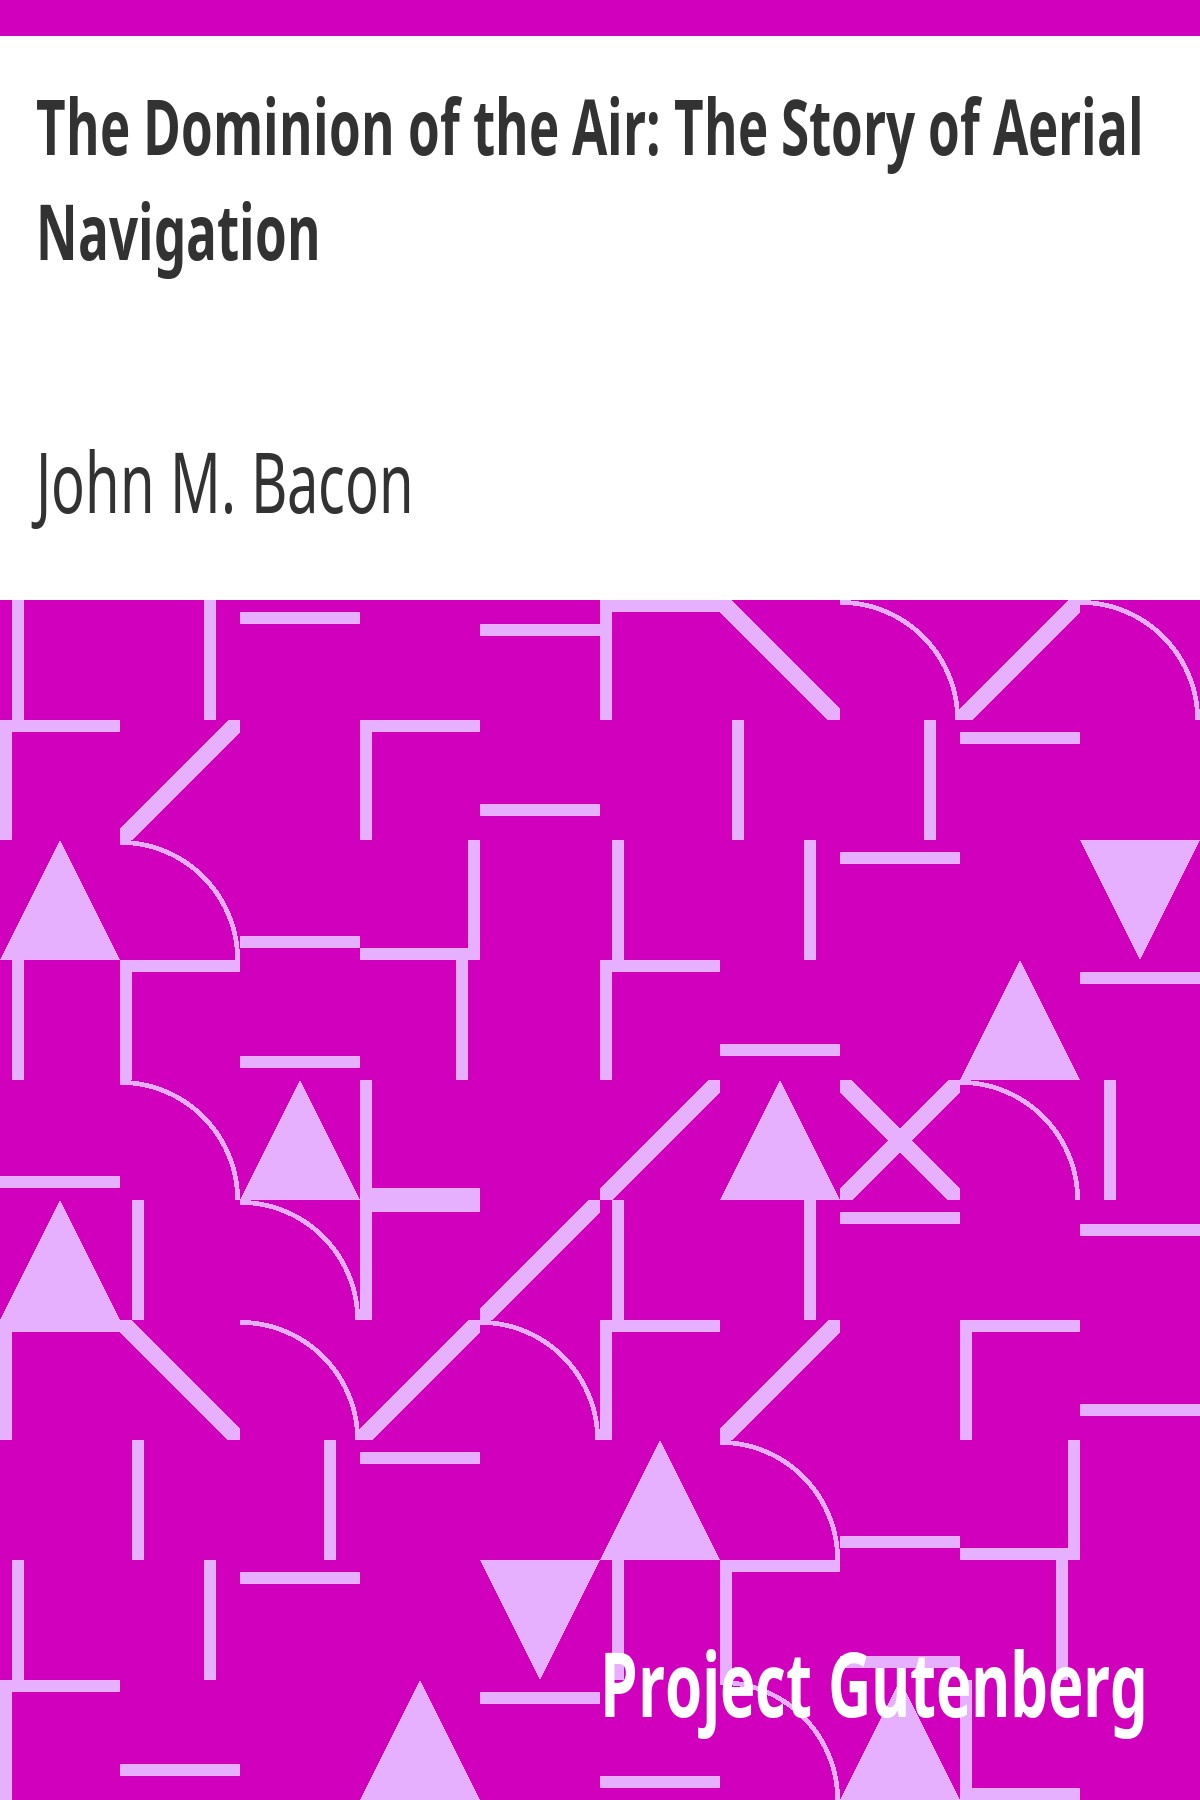 The Dominion of the Air: The Story of Aerial
Navigation
John M. Bacon
Project Gutenberg